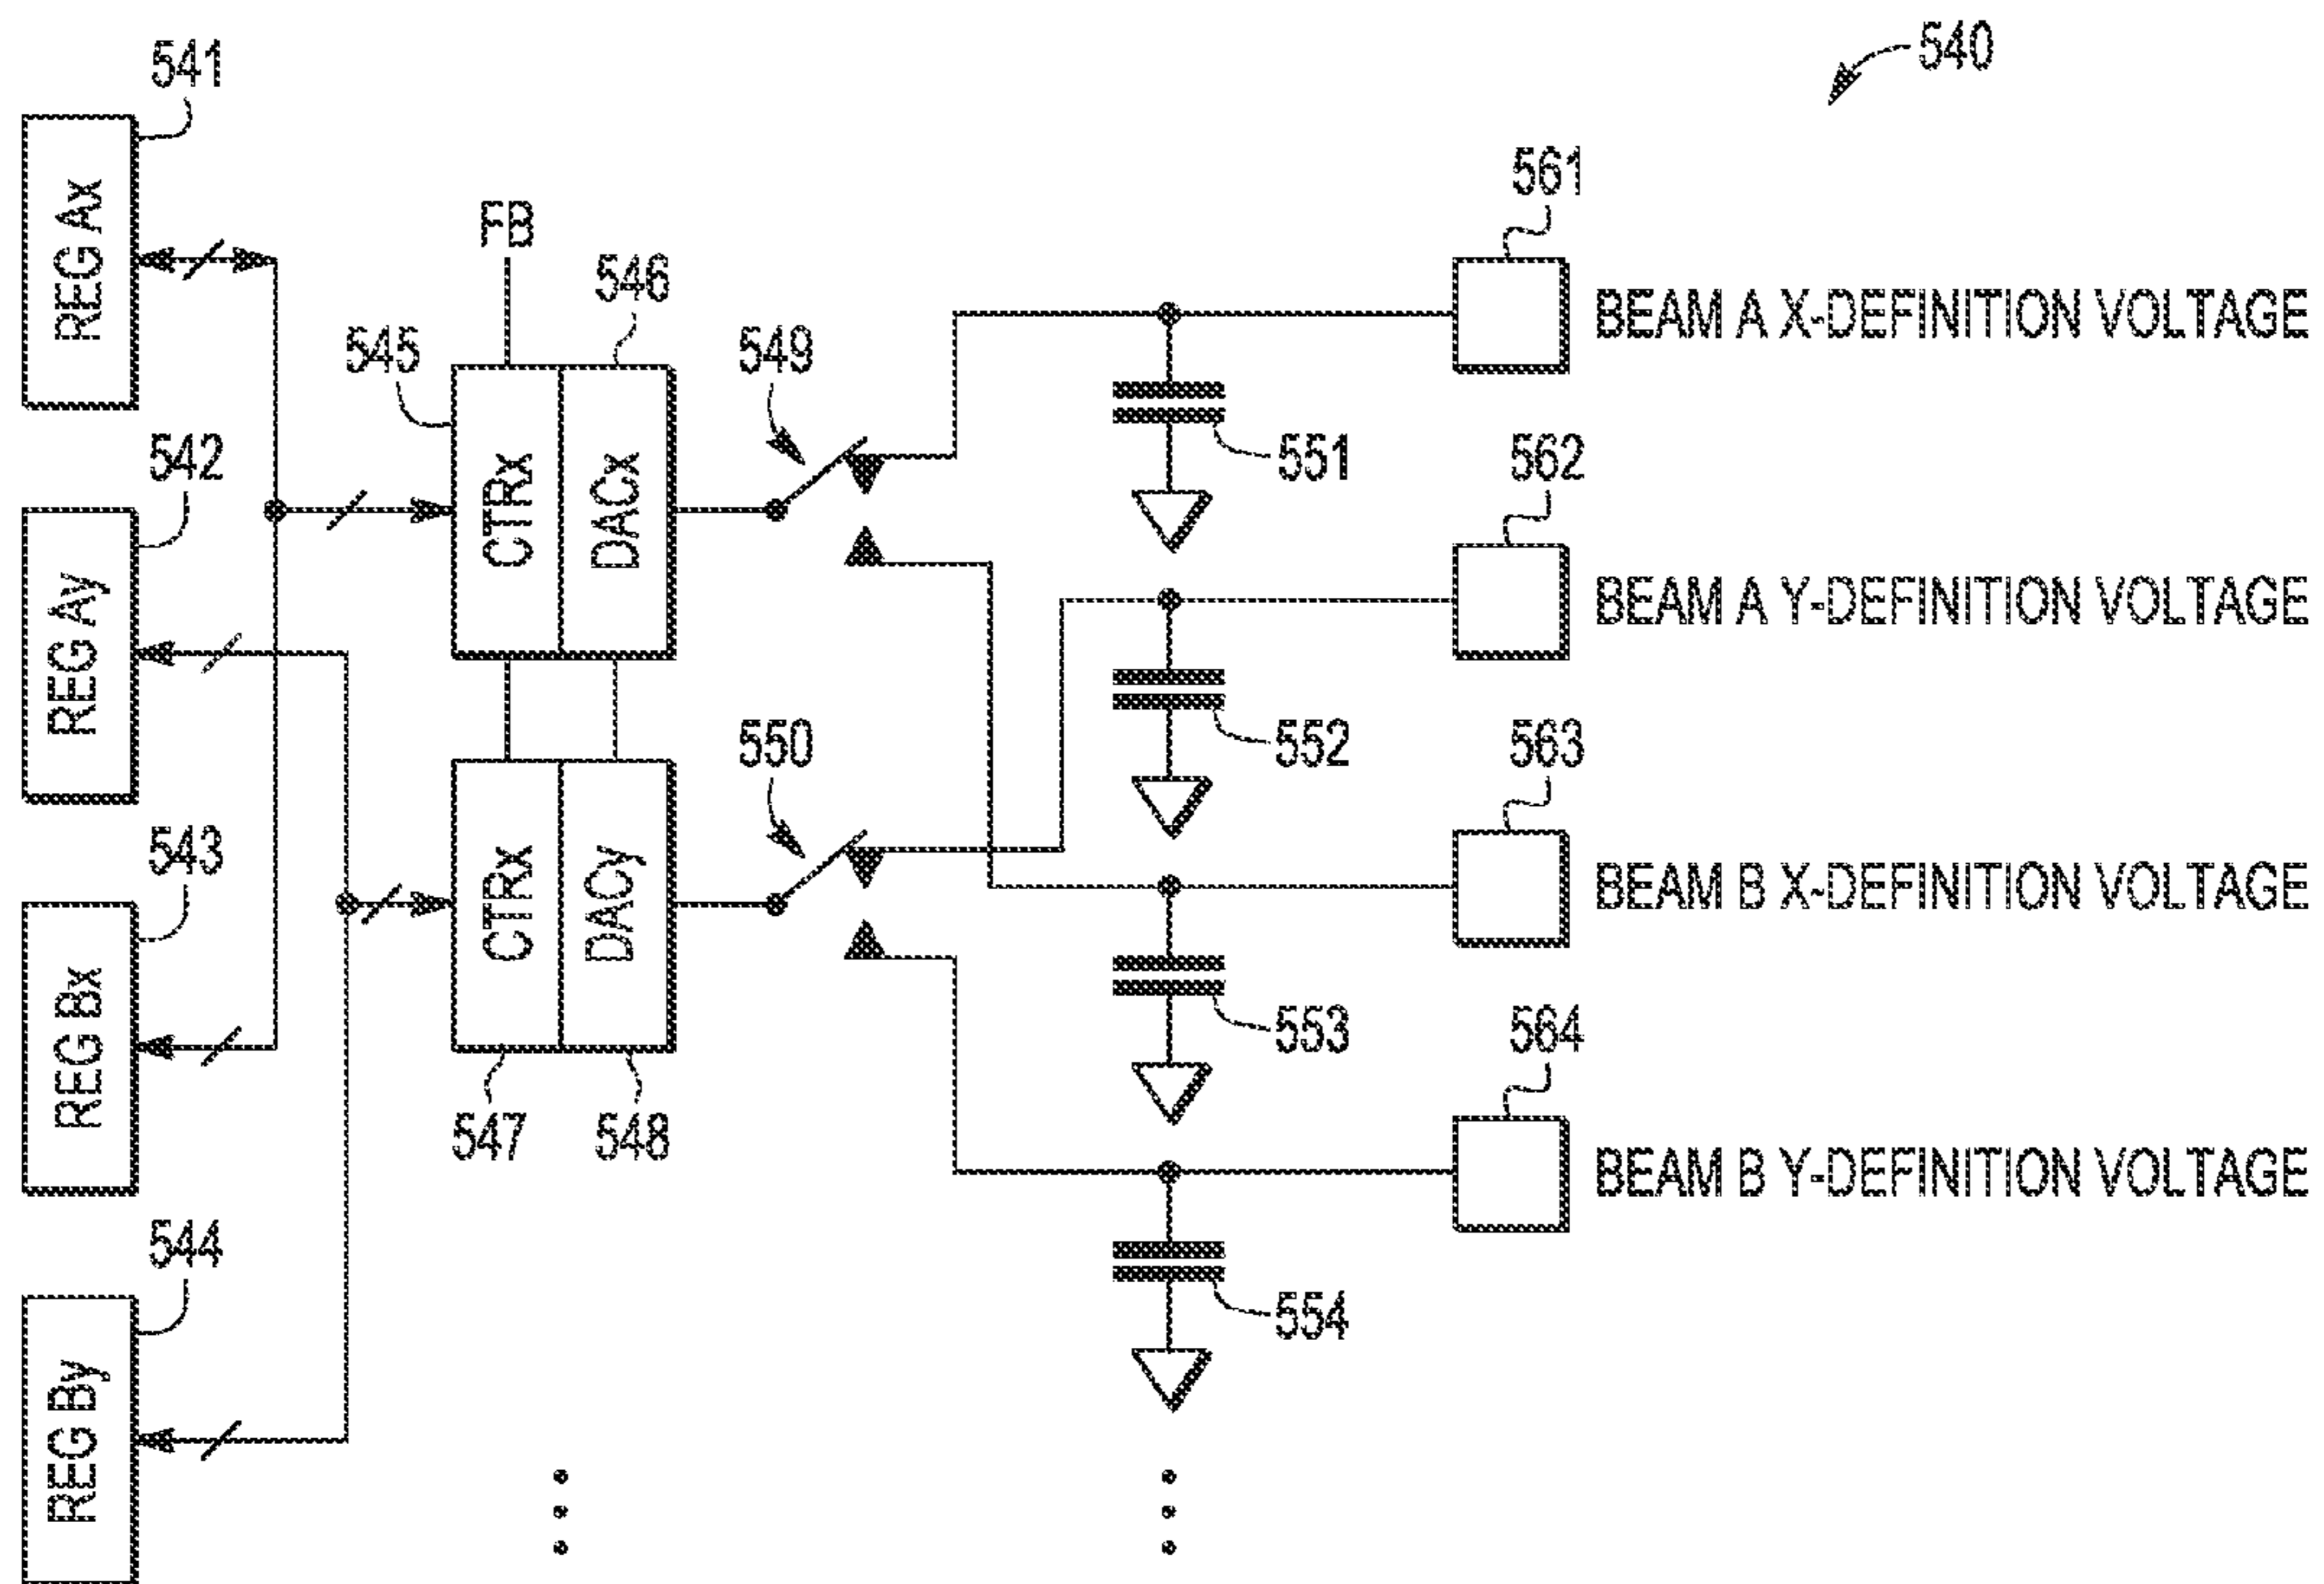 540
541
REG Ax
542
REG Ay
543
REG Bx
544
REG By
FB
545
546
CTRx
DACx
547
548
CTRx
DACy
549
550
551
552
553
554
561
BEAM A X-DEFINITION VOLTAGE
562
BEAM A Y-DEFINITION VOLTAGE
563
BEAM B X-DEFINITION VOLTAGE
564
BEAM B Y-DEFINITION VOLTAGE